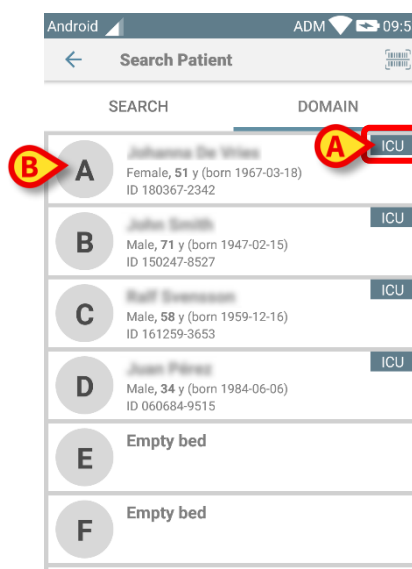 Android ADM 09:5
Search Patient
SEARCH DOMAIN
A ICU
B A
Female, 51 y (born 1967-03-18)
ID 180367-2342
ICU
B
Male, 71 y (born 1947-02-15)
ID 150247-8527
ICU
C
Male, 58 y (born 1959-12-16)
ID 161259-3653
ICU
D
Male, 34 y (born 1984-06-06)
ID 060684-9515
Empty bed
E
Empty bed
F